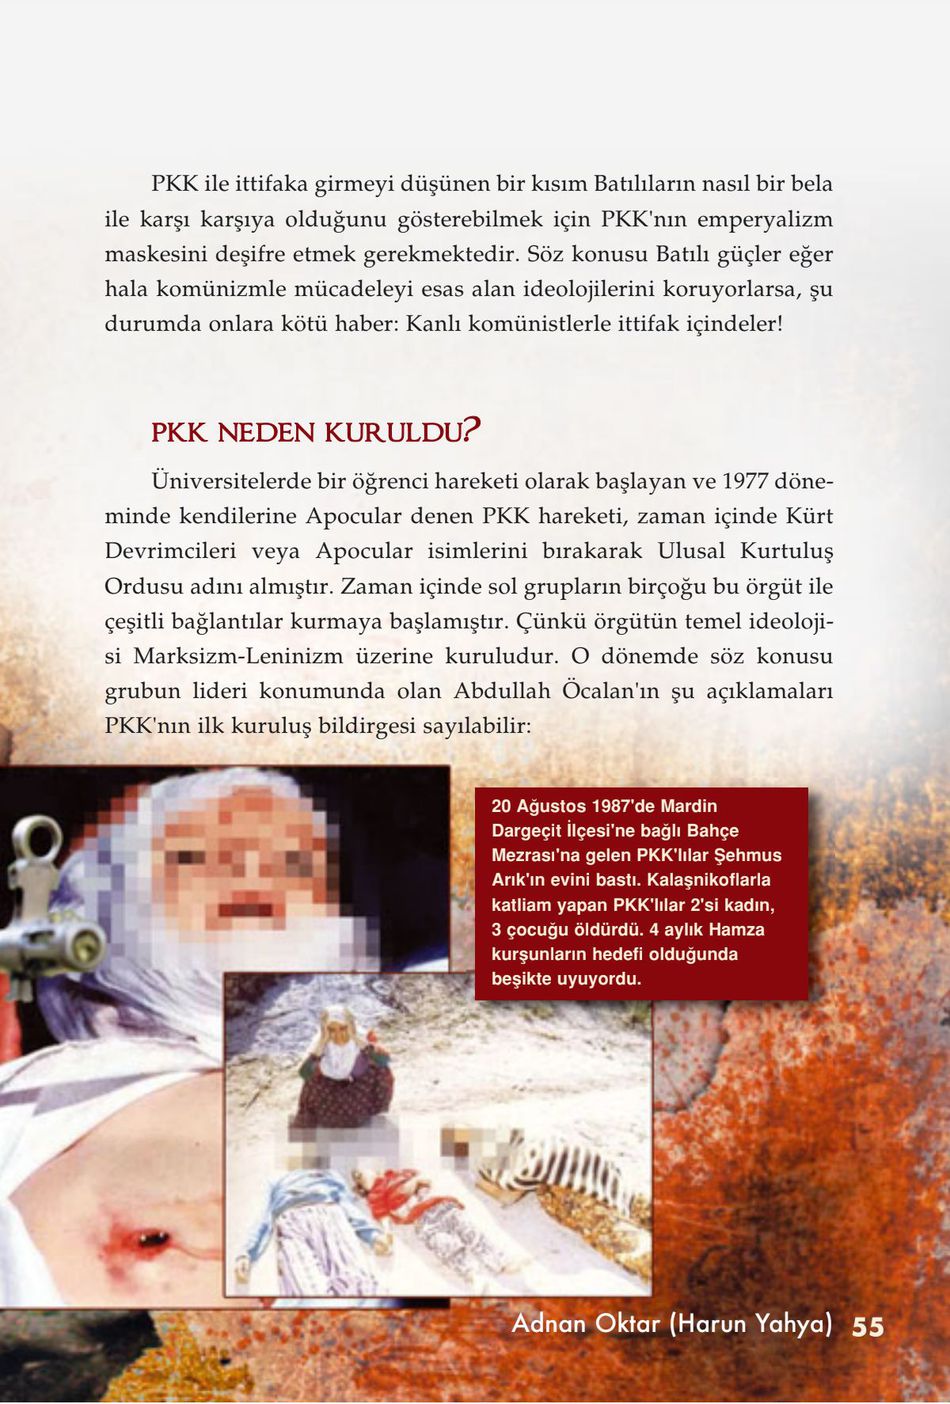 PKK ile ittifaka girmeyi düşünen bir kısım Batılıların nasıl bir bela
ile karşı karşıya olduğunu gösterebilmek için PKK'nın emperyalizm
maskesini deşifre etmek gerekmektedir. Söz konusu Batılı güçler eğer
hala komünizmle mücadeleyi esas alan ideolojilerini koruyorlarsa, şu
durumda onlara kötü haber: Kanlı komünistlerle ittifak içindeler!
PKK NEDEN KURULDU?
Üniversitelerde bir öğrenci hareketi olarak başlayan ve 1977 döne-
minde kendilerine Apocular denen PKK hareketi, zaman içinde Kürt
Devrimcileri veya Apocular isimlerini bırakarak Ulusal Kurtuluş
Ordusu adını almıştır. Zaman içinde sol grupların birçoğu bu örgüt ile
çeşitli bağlantılar kurmaya başlamıştır. Çünkü örgütün temel ideoloji-
si Marksizm-Leninizm üzerine kuruludur. O dönemde söz konusu
grubun lideri konumunda olan Abdullah Öcalan'ın şu açıklamaları
PKK'nın ilk kuruluş bildirgesi sayılabilir:
20 Ağustos 1987'de Mardin
Dargeçit İlçesi'ne bağlı Bahçe
Mezrası'na gelen PKK'lılar Şehmus
Arık'ın evini bastı. Kalaşnikoflarla
katliam yapan PKK'lılar 2'si kadın,
3 çocuğu öldürdü. 4 aylık Hamza
kurşunların hedefi olduğunda
beşikte uyuyordu.
Adnan Oktar (Harun Yahya) 55